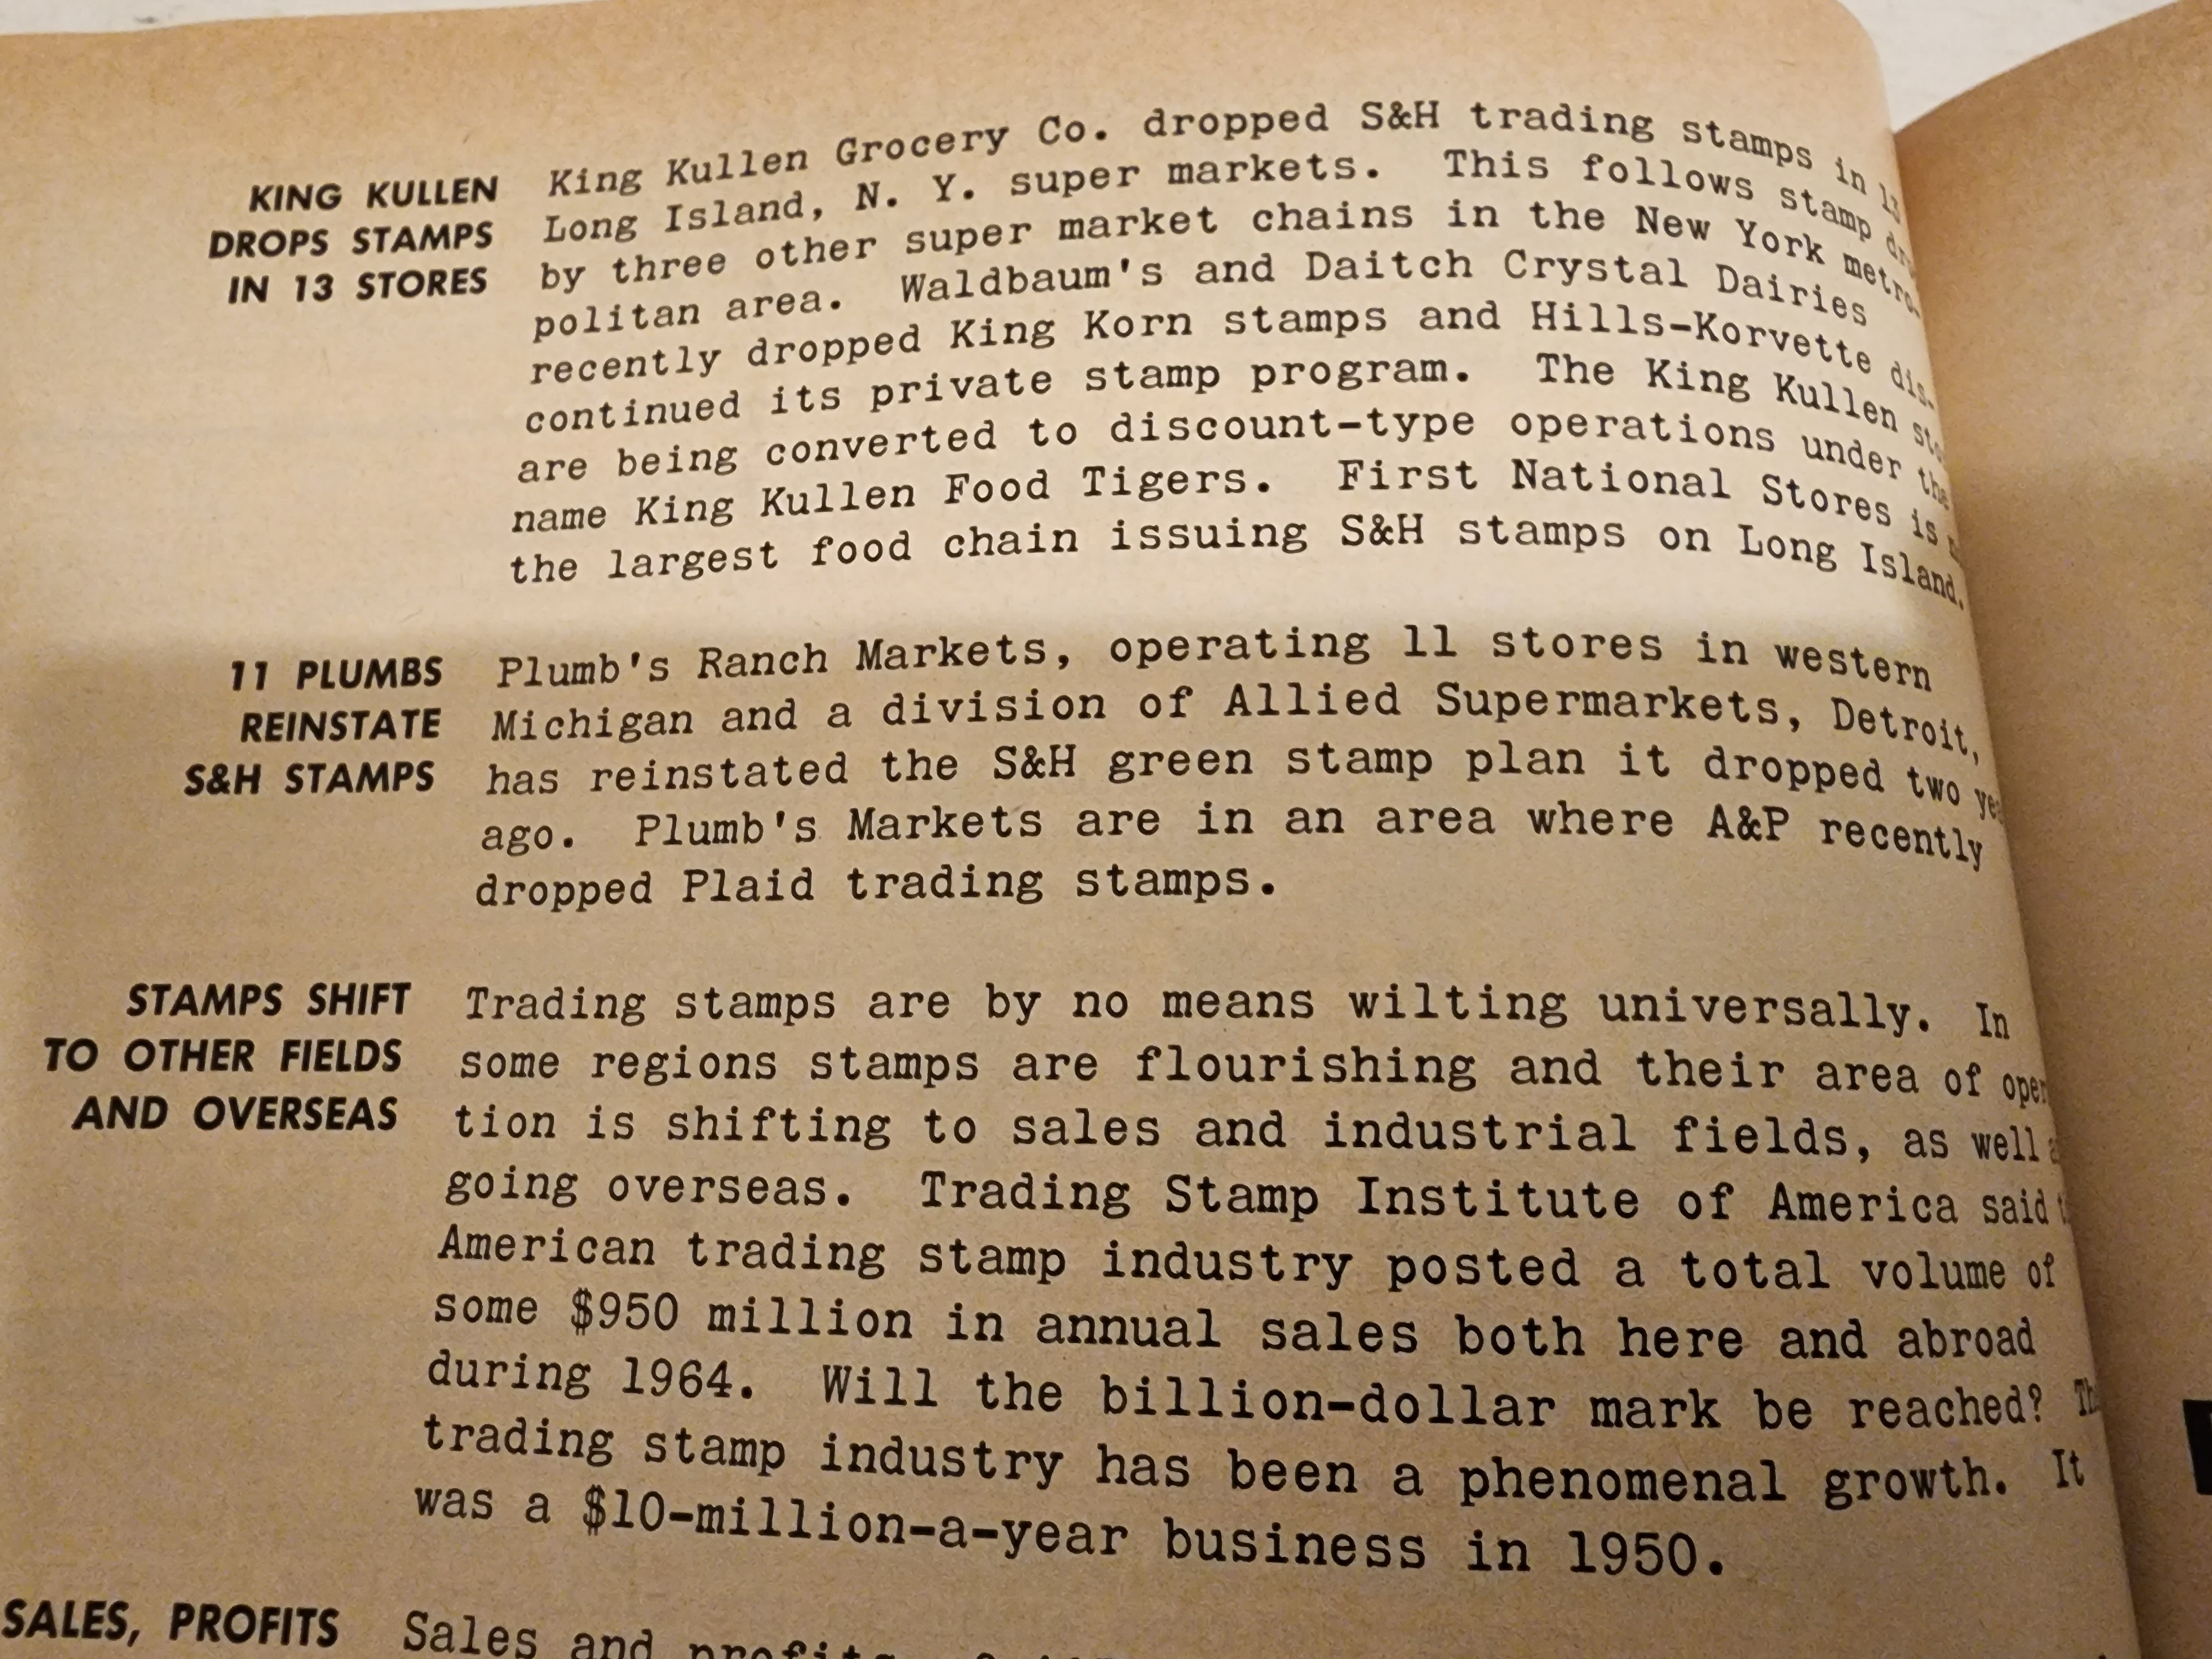 KING KULLEN
DROPS STAMPS
IN 13 STORES
King Kullen Grocery Co. dropped S&H trading stamps in 13
Long Island, N. Y. super markets. This follows stamp
by three other super market chains in the New York metro-
politan area. Waldbaum's and Daitch Crystal Dairies
recently dropped King Korn stamps and Hills-Korvette dis-
continued its private stamp program. The King Kullen
are being converted to discount-type operations under the
name King Kullen Food Tigers. First National Stores is
the largest food chain issuing S&H stamps on Long Island.
11 PLUMBS
REINSTATE
S&H STAMPS
Plumb's Ranch Markets, operating 11 stores in western
Michigan and a division of Allied Supermarkets, Detroit,
has reinstated the S&H green stamp plan it dropped two
ago. Plumb's Markets are in an area where A&P recently
dropped Plaid trading stamps.
STAMPS SHIFT
TO OTHER FIELDS
AND OVERSEAS
Trading stamps are by no means wilting universally. In
some regions stamps are flourishing and their area of
tion is shifting to sales and industrial fields, as well
going overseas. Trading Stamp Institute of America said
American trading stamp industry posted a total volume of
some $950 million in annual sales both here and abroad
during 1964. Will the billion-dollar mark be reached?
trading stamp industry has been a phenomenal growth. It
was a $10-million-a-year business in 1950.
SALES, PROFITS
Sales and profits